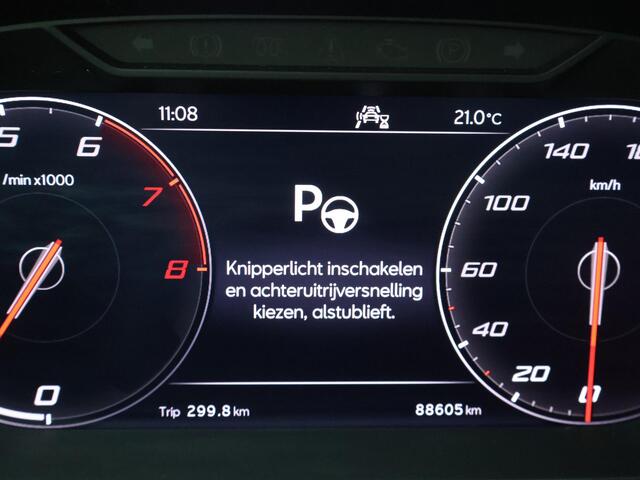 11:08
21.0°C
5
6
7
8
0
/min x1000
P
Knipperlicht inschakelen
en achteruitrijversnelling
kiezen, alstublieft.
Trip 299.8 km
88605 km
140
100
60
40
20
0
km/h